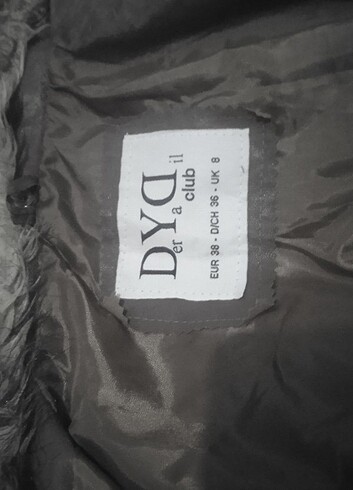 DYD
er a il
club
EUR 38 - D/CH 36 - UK 8